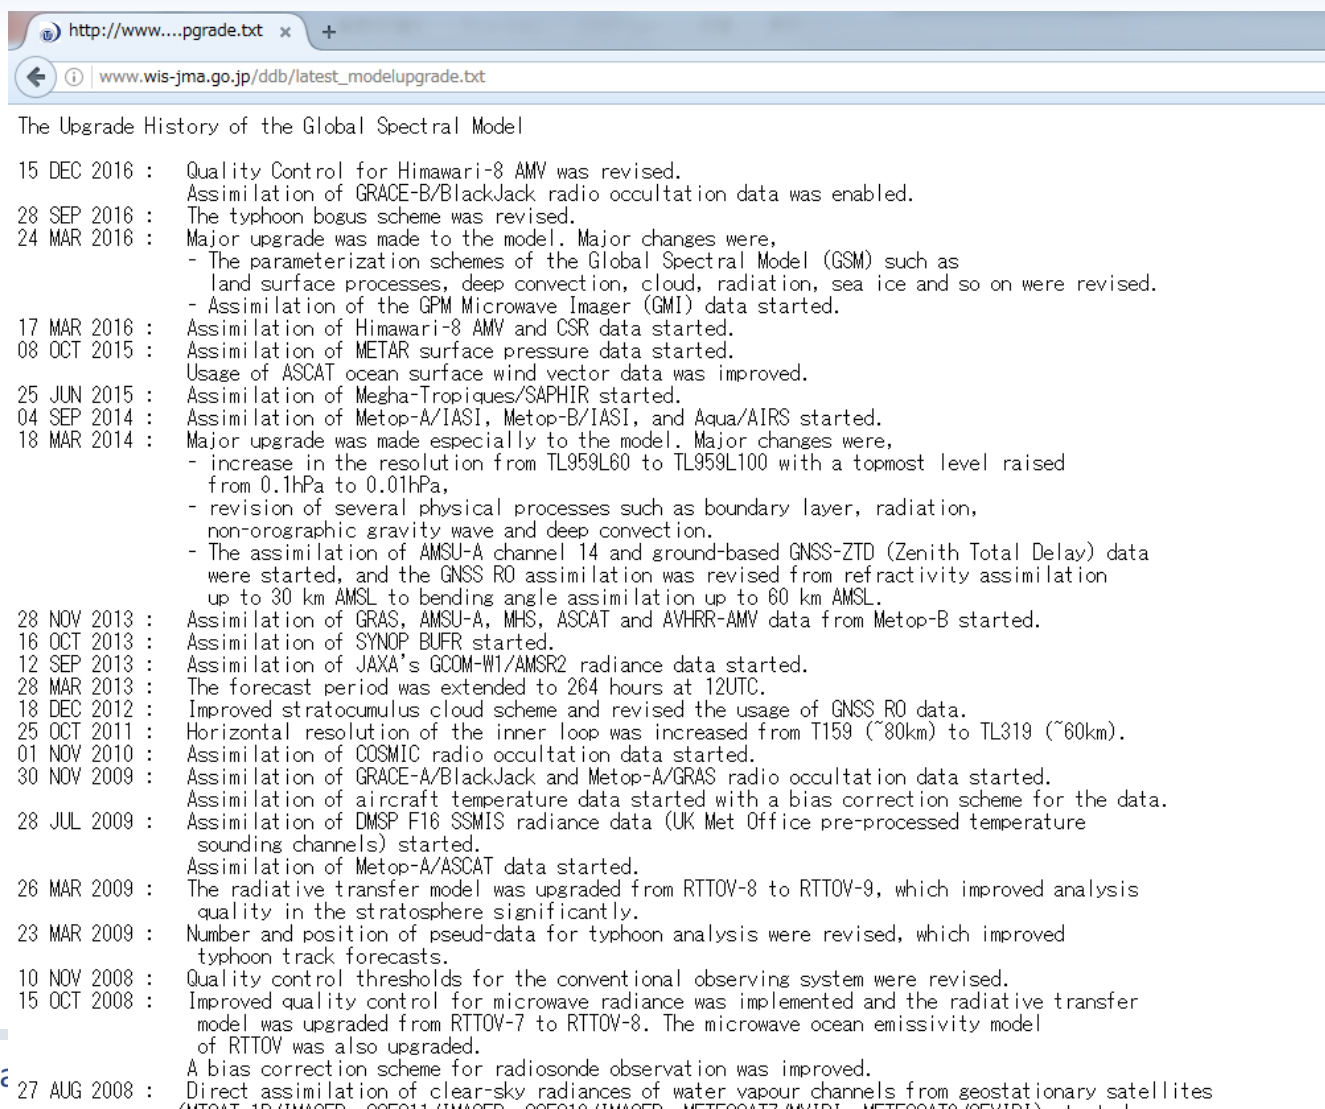 http://www....pgrade.txt × +
www.wis-jma.go.jp/ddb/latest_modelupgrade.txt
The Upgrade History of the Global Spectral Model
15 DEC 2016 : Quality Control for Himawari-8 AMV was revised.
Assimilation of GRACE-B/BlackJack radio occultation data was enabled.
28 SEP 2016 : The typhoon bogus scheme was revised.
24 MAR 2016 : Major upgrade was made to the model. Major changes were,
- The parameterization schemes of the Global Spectral Model (GSM) such as
land surface processes, deep convection, cloud, radiation, sea ice and so on were revised.
- Assimilation of the GPM Microwave Imager (GMI) data started.
17 MAR 2016 : Assimilation of Himawari-8 AMV and CSR data started.
08 OCT 2015 : Assimilation of METAR surface pressure data started.
Usage of ASCAT ocean surface wind vector data was improved.
25 JUN 2015 : Assimilation of Megha-Tropiques/SAPHIR started.
04 SEP 2014 : Assimilation of Metop-A/IASI, Metop-B/IASI, and Aqua/AIRS started.
18 MAR 2014 : Major upgrade was made especially to the model. Major changes were,
- increase in the resolution from TL959L60 to TL959L100 with a topmost level raised
from 0.1hPa to 0.01hPa,
- revision of several physical processes such as boundary layer, radiation,
non-orographic gravity wave and deep convection.
- The assimilation of AMSU-A channel 14 and ground-based GNSS-ZTD (Zenith Total Delay) data
were started, and the GNSS RO assimilation was revised from refractivity assimilation
up to 30 km AMSL to bending angle assimilation up to 60 km AMSL.
28 NOV 2013 : Assimilation of GRAS, AMSU-A, MHS, ASCAT and AVHRR-AMV data from Metop-B started.
16 OCT 2013 : Assimilation of SYNOP BUFR started.
12 SEP 2013 : Assimilation of JAXA's GCOM-W1/AMSR2 radiance data started.
28 MAR 2013 : The forecast period was extended to 264 hours at 12UTC.
18 DEC 2012 : Improved stratocumulus cloud scheme and revised the usage of GNSS RO data.
25 OCT 2011 : Horizontal resolution of the inner loop was increased from T159 (~80km) to TL319 (~60km).
01 NOV 2010 : Assimilation of COSMIC radio occultation data started.
30 NOV 2009 : Assimilation of GRACE-A/BlackJack and Metop-A/GRAS radio occultation data started.
Assimilation of aircraft temperature data started with a bias correction scheme for the data.
28 JUL 2009 : Assimilation of DMSP F16 SSMIS radiance data (UK Met Office pre-processed temperature
sounding channels) started.
Assimilation of Metop-A/ASCAT data started.
26 MAR 2009 : The radiative transfer model was upgraded from RTTOV-8 to RTTOV-9, which improved analysis
quality in the stratosphere significantly.
23 MAR 2009 : Number and position of pseud-data for typhoon analysis were revised, which improved
typhoon track forecasts.
10 NOV 2008 : Quality control thresholds for the conventional observing system were revised.
15 OCT 2008 : Improved quality control for microwave radiance was implemented and the radiative transfer
model was upgraded from RTTOV-7 to RTTOV-8. The microwave ocean emissivity model
of RTTOV was also upgraded.
A bias correction scheme for radiosonde observation was improved.
27 AUG 2008 : Direct assimilation of clear-sky radiances of water vapour channels from geostationary satellites